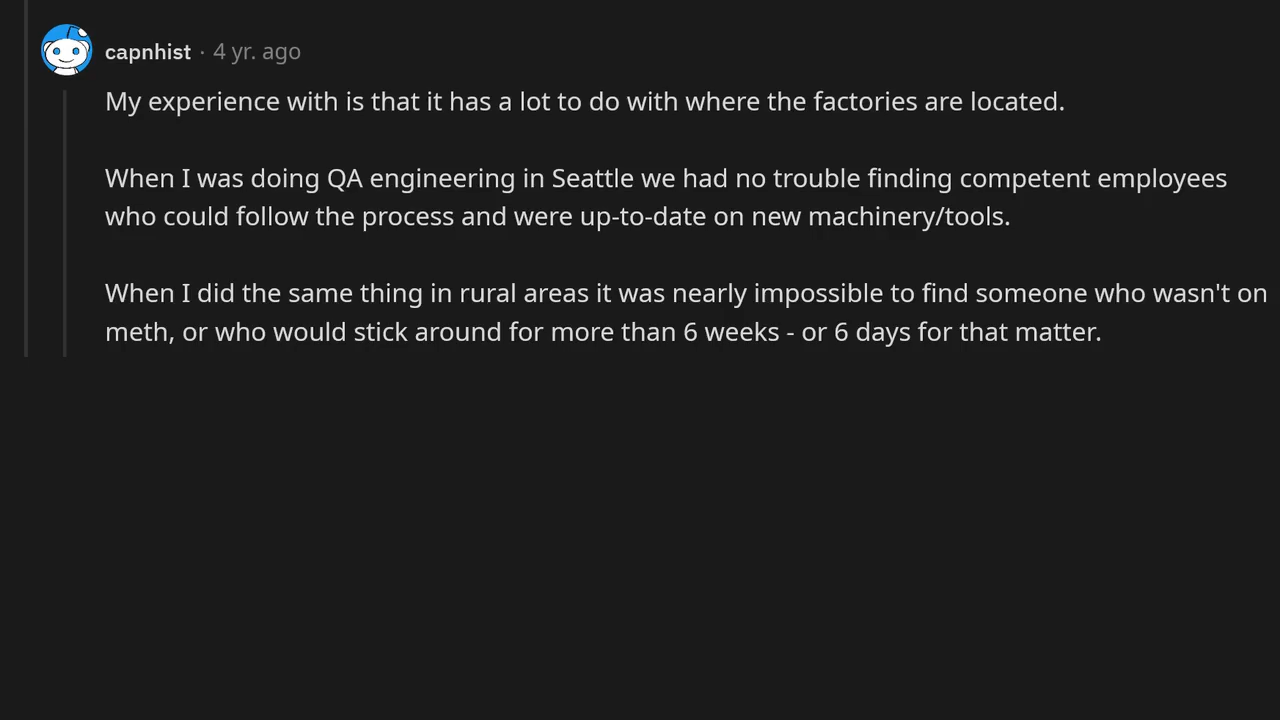 capnhist · 4 yr. ago
My experience with is that it has a lot to do with where the factories are located.
When I was doing QA engineering in Seattle we had no trouble finding competent employees
who could follow the process and were up-to-date on new machinery/tools.
When I did the same thing in rural areas it was nearly impossible to find someone who wasn't on
meth, or who would stick around for more than 6 weeks - or 6 days for that matter.